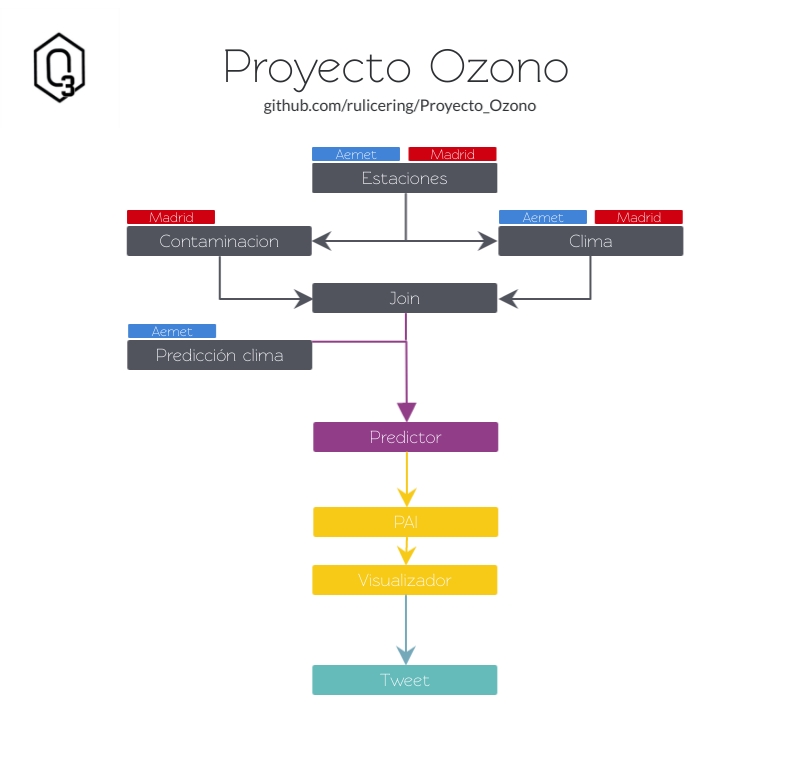 O3
Proyecto Ozono
github.com/rulicering/Proyecto_Ozono
Aemet Madrid
Estaciones
Madrid
Contaminacion
Aemet Madrid
Clima
Join
Aemet
Predicción clima
Predictor
PAI
Visualizador
Tweet